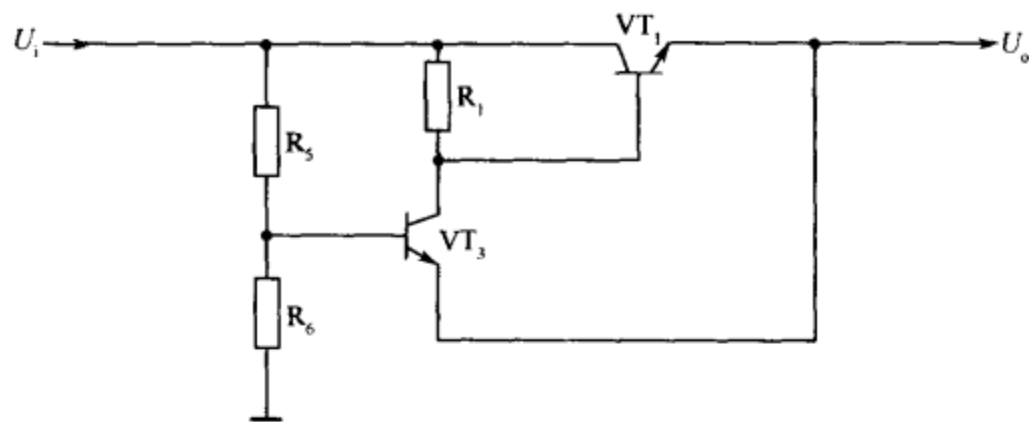 Uᵢ
VT₁
Uₒ
R₁
R₅
VT₃
R₆